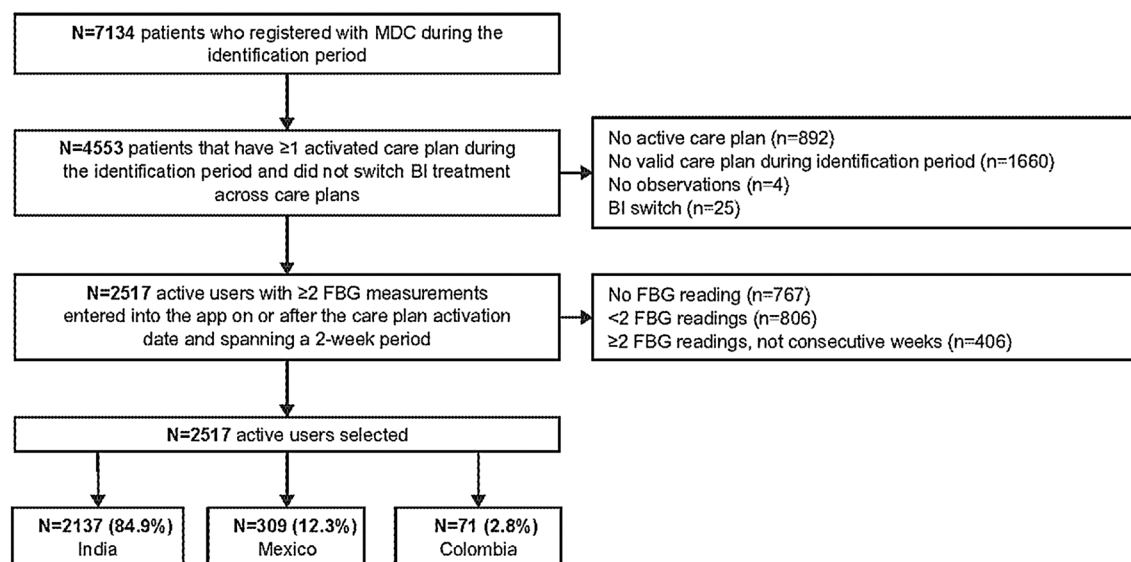 N=7134 patients who registered with MDC during the
identification period
N=4553 patients that have ≥1 activated care plan during
the identification period and did not switch BI treatment
across care plans
No active care plan (n=892)
No valid care plan during identification period (n=1660)
No observations (n=4)
BI switch (n=25)
N=2517 active users with ≥2 FBG measurements
entered into the app on or after the care plan activation
date and spanning a 2-week period
No FBG reading (n=767)
<2 FBG readings (n=806)
≥2 FBG readings, not consecutive weeks (n=406)
N=2517 active users selected
N=2137 (84.9%)
India
N=309 (12.3%)
Mexico
N=71 (2.8%)
Colombia